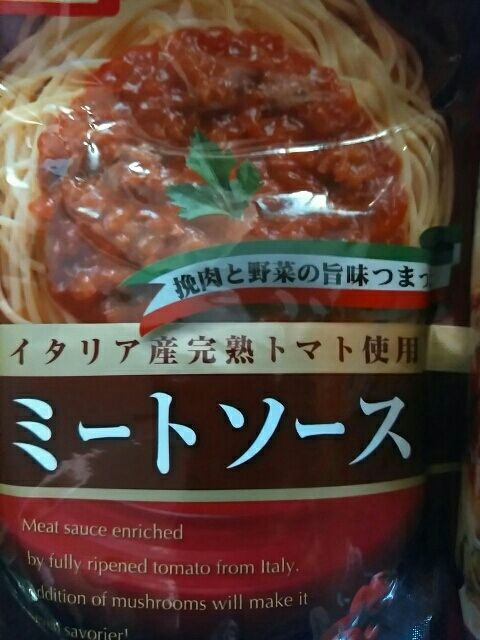 挽肉と野菜の旨味つまっ
イタリア産完熟トマト使用
ミートソース
Meat sauce enriched
by fully ripened tomato from Italy.
addition of mushrooms will make it
savorier!